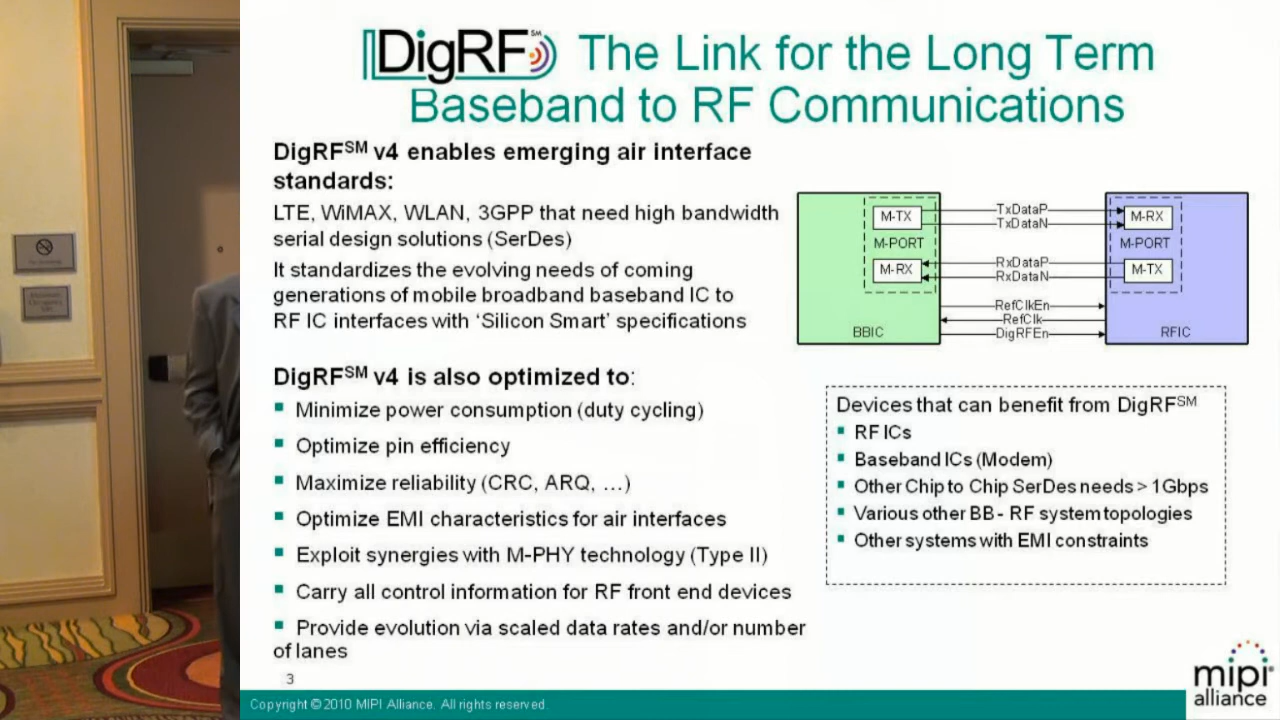 DigRF SM The Link for the Long Term
Baseband to RF Communications
DigRF SM v4 enables emerging air interface
standards:
LTE, WiMAX, WLAN, 3GPP that need high bandwidth
serial design solutions (SerDes)
It standardizes the evolving needs of coming
generations of mobile broadband baseband IC to
RF IC interfaces with ‘Silicon Smart’ specifications
DigRF SM v4 is also optimized to:
▪ Minimize power consumption (duty cycling)
▪ Optimize pin efficiency
▪ Maximize reliability (CRC, ARQ, …)
▪ Optimize EMI characteristics for air interfaces
▪ Exploit synergies with M-PHY technology (Type II)
▪ Carry all control information for RF front end devices
▪ Provide evolution via scaled data rates and/or number
of lanes
M-TX
M-PORT
M-RX
BBIC
TxDataP
TxDataN
RxDataP
RxDataN
RefClkEn
RefClk
DigRFEn
M-RX
M-PORT
M-TX
RFIC
Devices that can benefit from DigRF SM
▪ RF ICs
▪ Baseband ICs (Modem)
▪ Other Chip to Chip SerDes needs > 1Gbps
▪ Various other BB - RF system topologies
▪ Other systems with EMI constraints
3
Copyright © 2010 MIPI Alliance. All rights reserved.
mipi
alliance